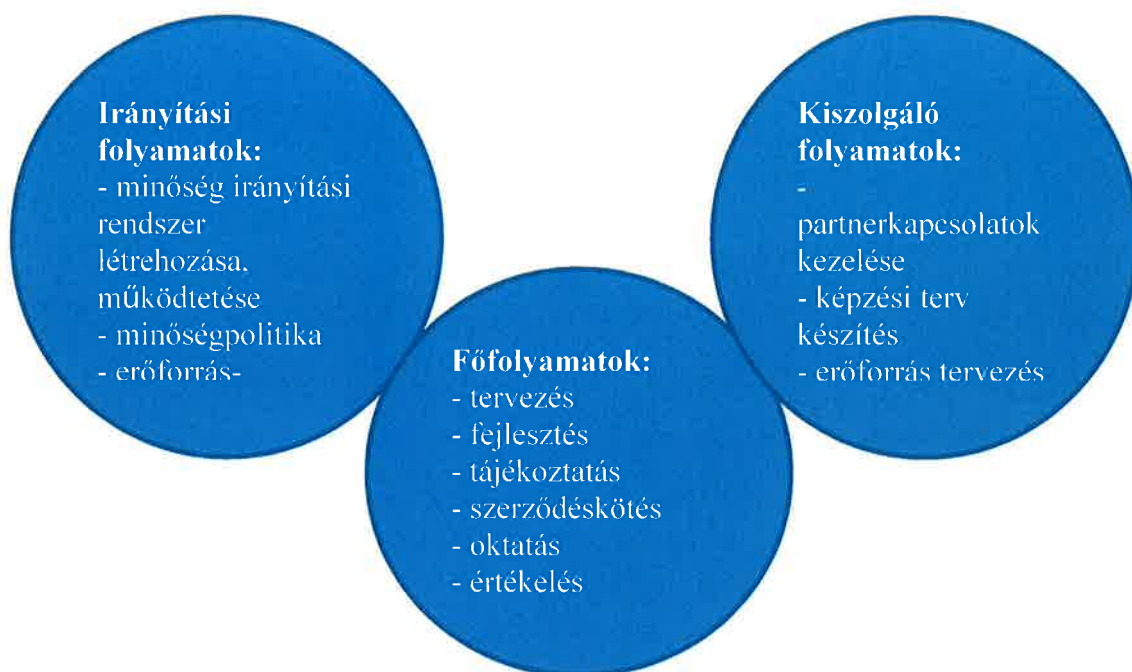 Irányítási
folyamatok:
- minőség irányítási
rendszer
létrehozása,
működtetése
- minőségpolitika
- erőforrás-
Főfolyamatok:
- tervezés
- fejlesztés
- tájékoztatás
- szerződéskötés
- oktatás
- értékelés
Kiszolgáló
folyamatok:
-
partnerkapcsolatok
kezelése
- képzési terv
készítés
- erőforrás tervezés